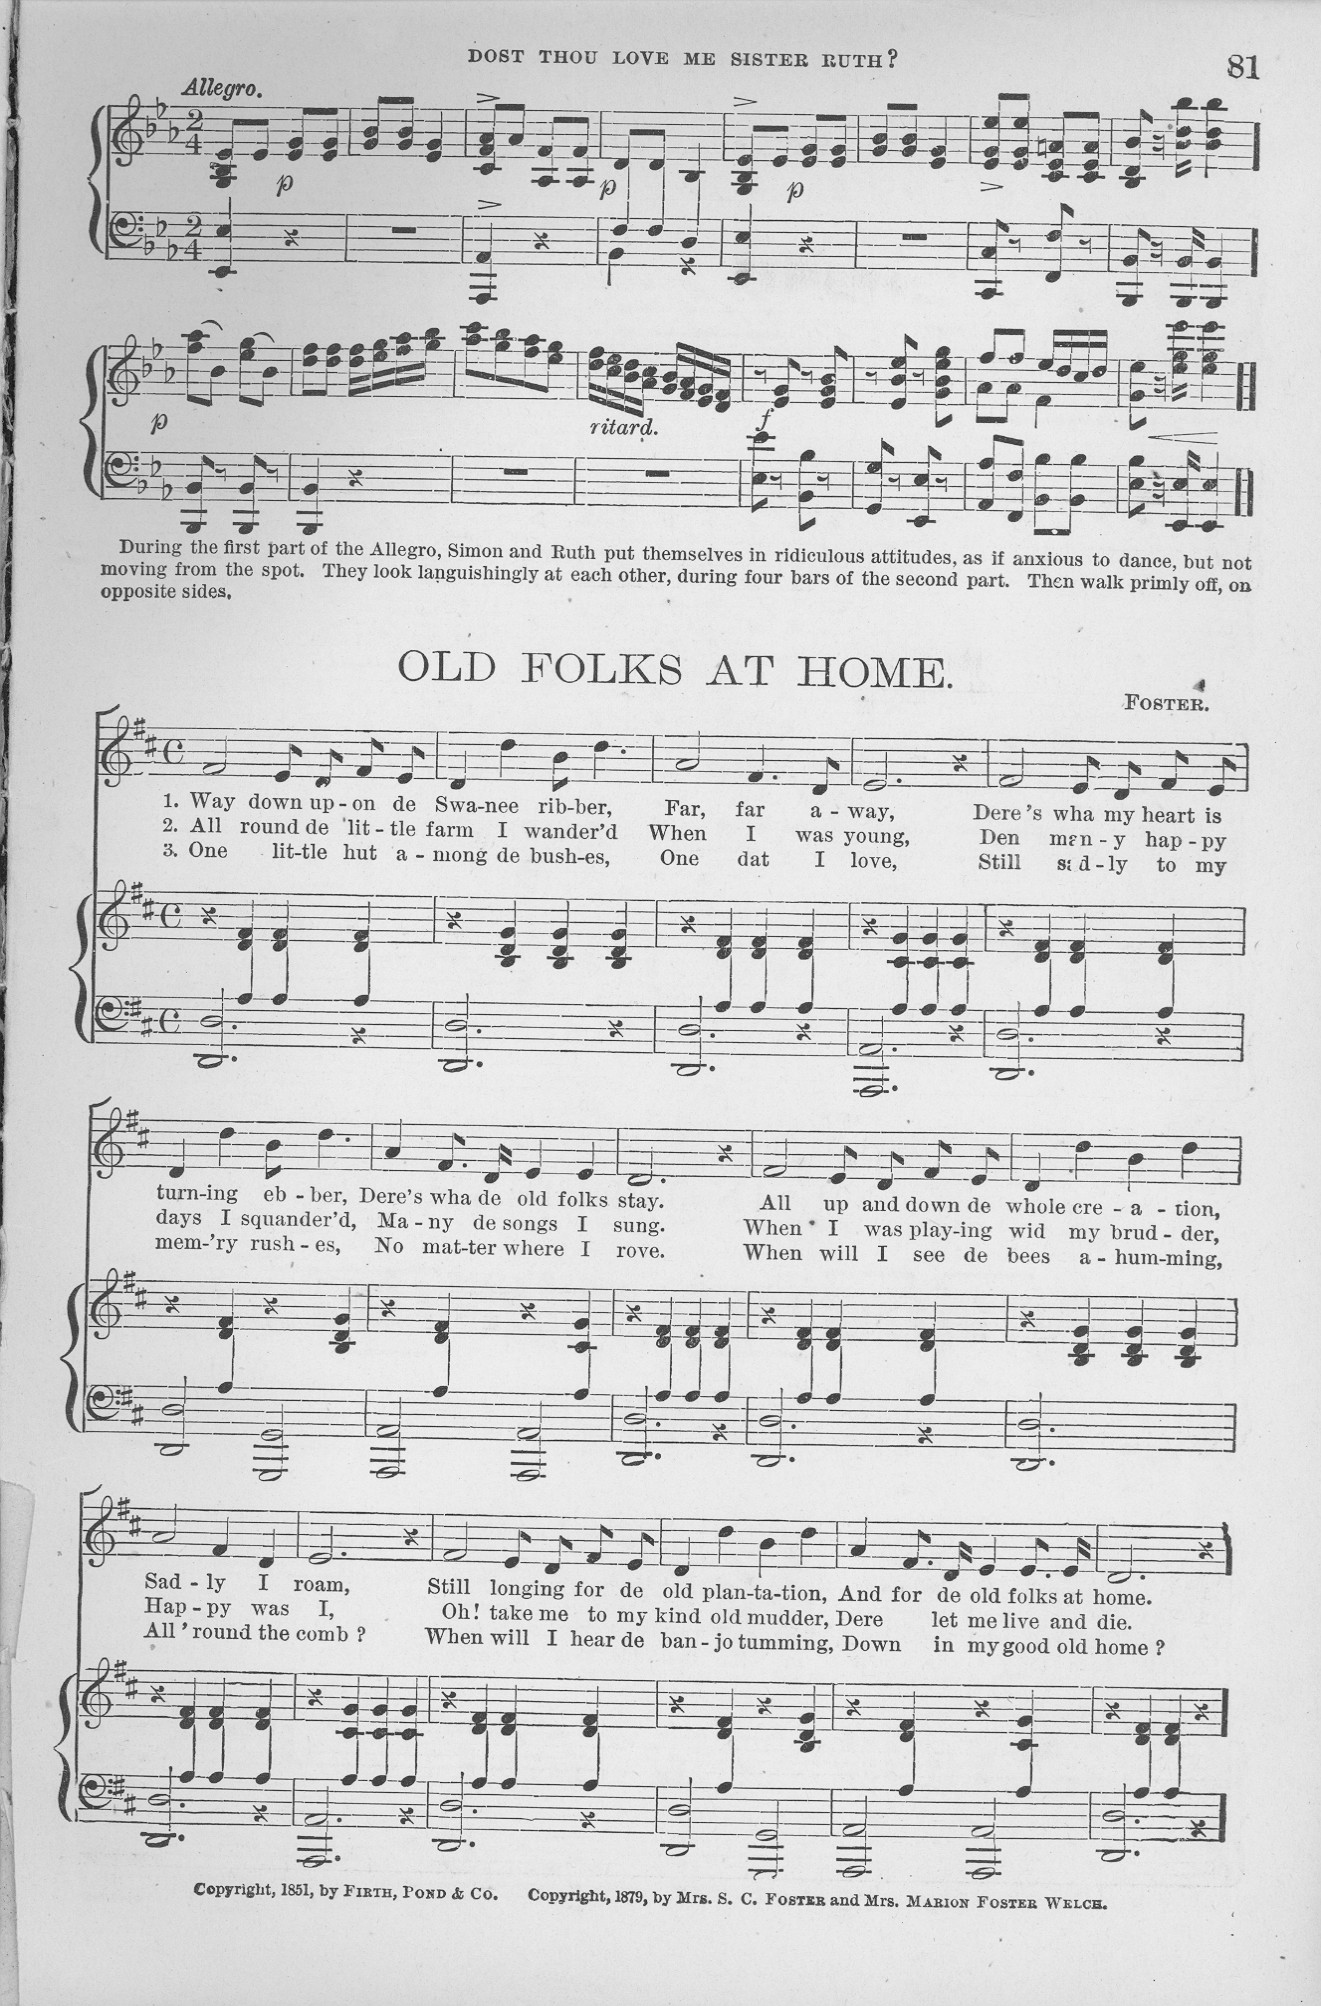 DOST THOU LOVE ME SISTER RUTH? 81
Allegro.
p p p
p ritard. f
During the first part of the Allegro, Simon and Ruth put themselves in ridiculous attitudes, as if anxious to dance, but not
moving from the spot. They look languishingly at each other, during four bars of the second part. Then walk primly off, on
opposite sides.
OLD FOLKS AT HOME.
FOSTER.
1. Way down up-on de Swa-nee rib-ber, Far, far a-way, Dere's wha my heart is
2. All round de lit-tle farm I wander'd When I was young, Den man-y hap-py
3. One lit-tle hut a-mong de bush-es, One dat I love, Still sad-ly to my
turn-ing eb-ber, Dere's wha de old folks stay. All up and down de whole cre-a-tion,
days I squander'd, Ma-ny de songs I sung. When I was play-ing wid my brud-der,
mem-'ry rush-es, No mat-ter where I rove. When will I see de bees a-hum-ming,
Sad-ly I roam, Still longing for de old plan-ta-tion, And for de old folks at home.
Hap-py was I, Oh! take me to my kind old mudder, Dere let me live and die.
All 'round the comb? When will I hear de ban-jo tumming, Down in my good old home?
Copyright, 1851, by FIRTH, POND & CO. Copyright, 1879, by Mrs. S. C. FOSTER and Mrs. MARION FOSTER WELCH.